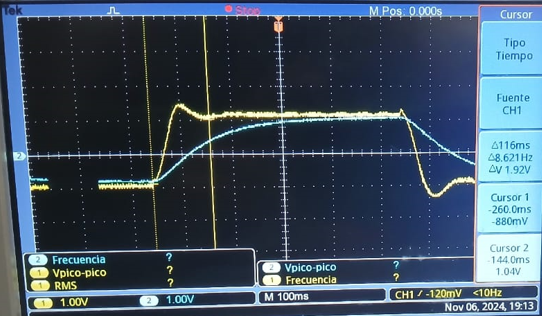 Tek
Stop
M Pos: 0.000s
Cursor
Tipo
Tiempo
Fuente
CH1
Δ116ms
Δ8.621Hz
ΔV 1.92V
Cursor 1
-260.0ms
-880mV
Cursor 2
-144.0ms
1.04V
2
2 Frecuencia ?
1 Vpico-pico ?
1 RMS ?
2 Vpico-pico ?
1 Frecuencia ?
1 1.00V 2 1.00V
M 100ms
CH1 / -120mV <10Hz
Nov 06, 2024, 19:13